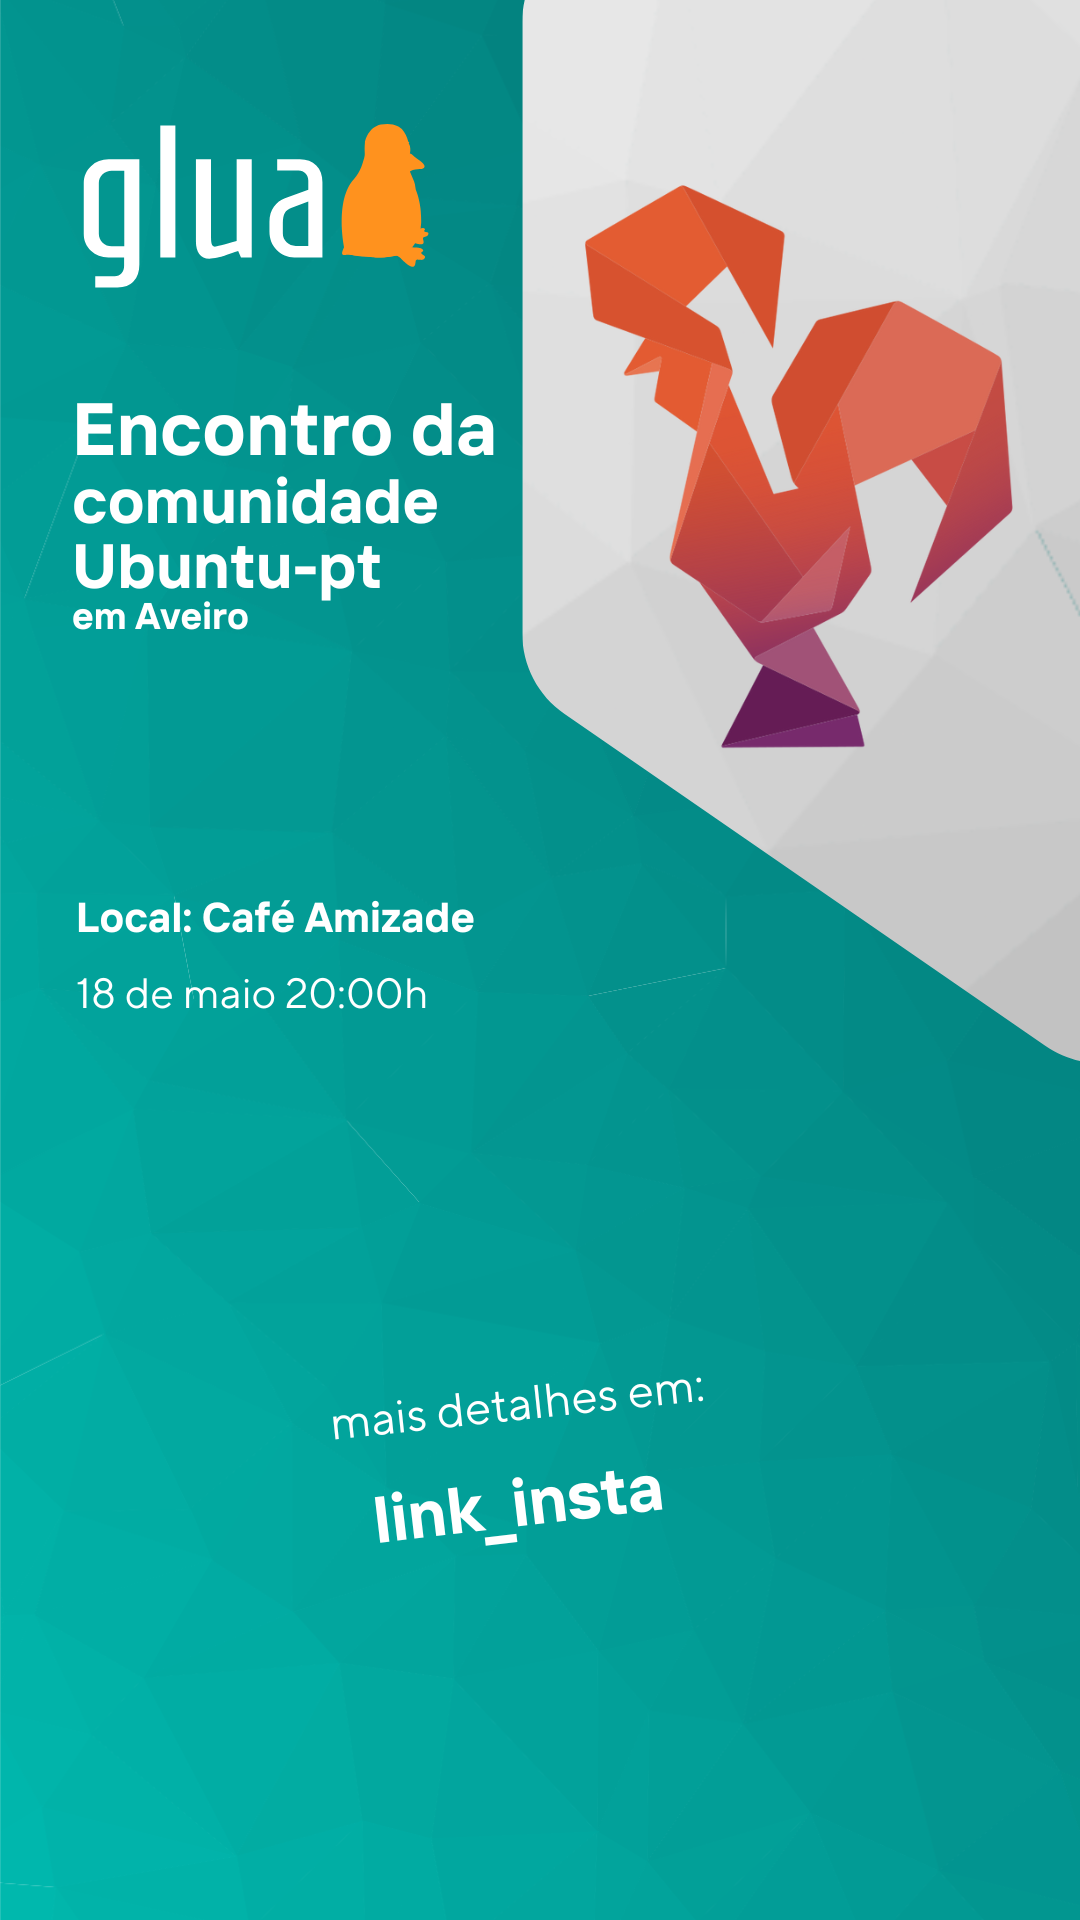 glua
Encontro da
comunidade
Ubuntu-pt
em Aveiro
Local: Café Amizade
18 de maio 20:00h
mais detalhes em:
link_insta